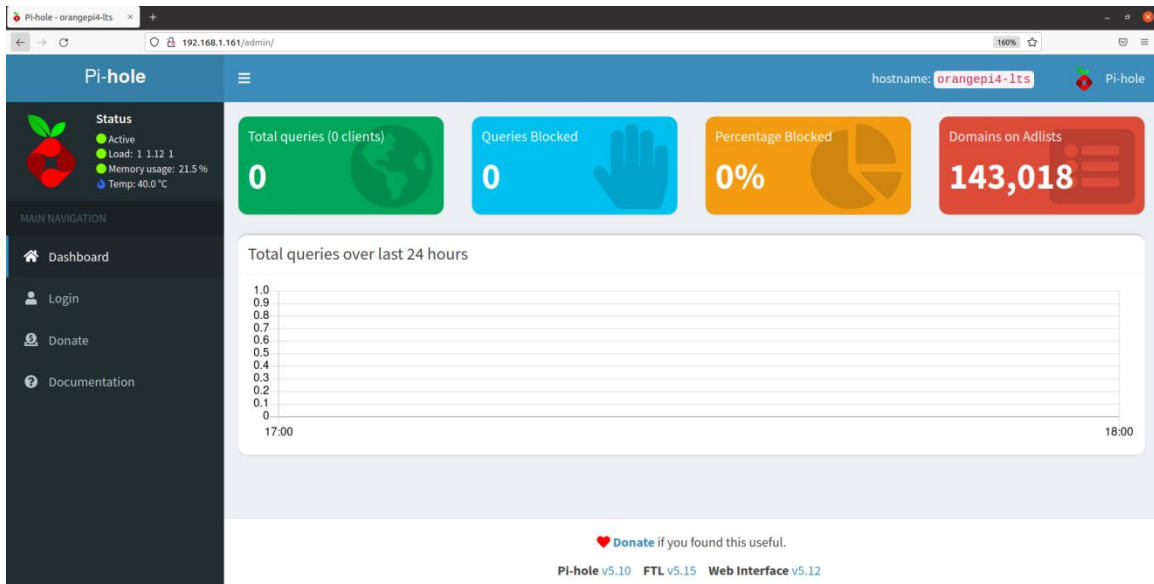 Pi-hole - orangepi4-lts
192.168.1.161/admin/
160%
Pi-hole
hostname: orangepi4-lts
Pi-hole
Status
Active
Load: 1 1.12 1
Memory usage: 21.5 %
Temp: 40.0 °C
MAIN NAVIGATION
Dashboard
Login
Donate
Documentation
Total queries (0 clients)
0
Queries Blocked
0
Percentage Blocked
0%
Domains on Adlists
143,018
Total queries over last 24 hours
1.0
0.9
0.8
0.7
0.6
0.5
0.4
0.3
0.2
0.1
0
17:00 18:00
Donate if you found this useful.
Pi-hole v5.10 FTL v5.15 Web Interface v5.12